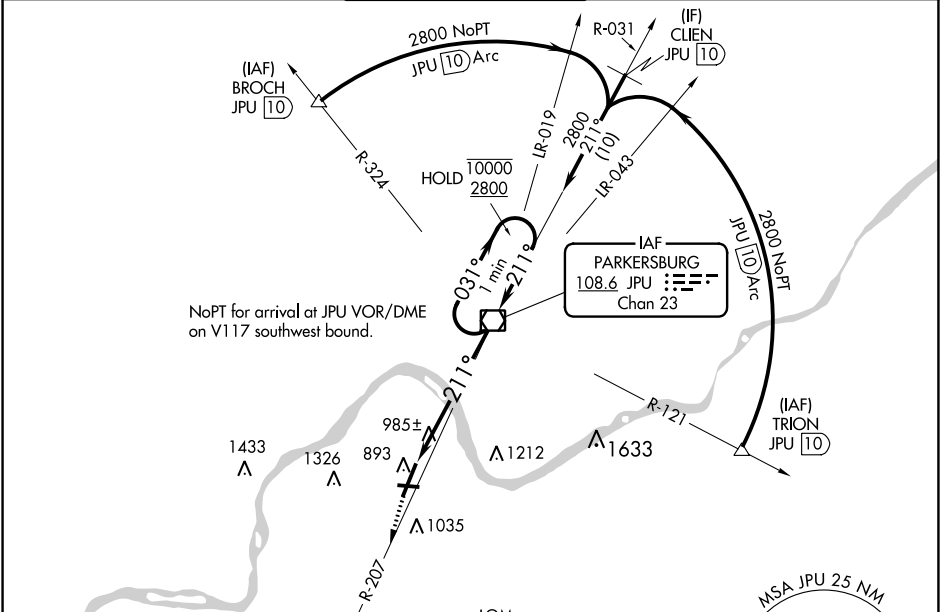 2800 NoPT
JPU 10 Arc
R-031
(IF)
CLIEN
JPU 10
(IAF)
BROCH
JPU 10
R-324
LR-019
2800
211°
(10)
LR-043
HOLD 10000
2800
2800 NoPT
JPU 10 Arc
031°
1 min
211°
IAF
PARKERSBURG
108.6 JPU
Chan 23
NoPT for arrival at JPU VOR/DME
on V117 southwest bound.
211°
R-121
(IAF)
TRION
JPU 10
985±
1433
1326
893
1212
1633
1035
R-207
MSA JPU 25 NM